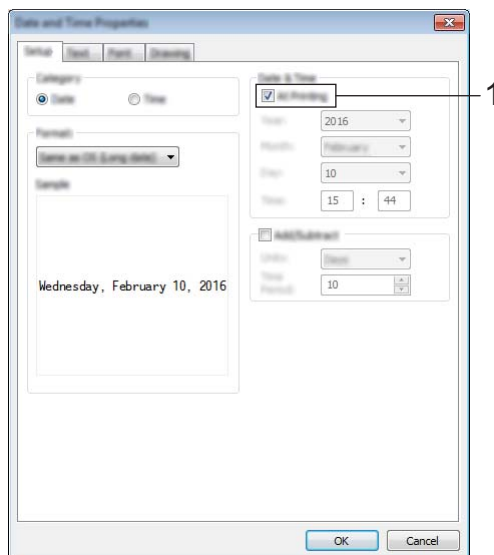 Date and Time Properties
Setup Text Font Drawing
Category
Date Time
Format:
Same as OS (Long date)
Sample
Wednesday, February 10, 2016
Date & Time
At Printing
1
Year: 2016
Month: February
Day: 10
Time: 15 : 44
Add/Subtract
Units: Days
Time
Period: 10
OK Cancel